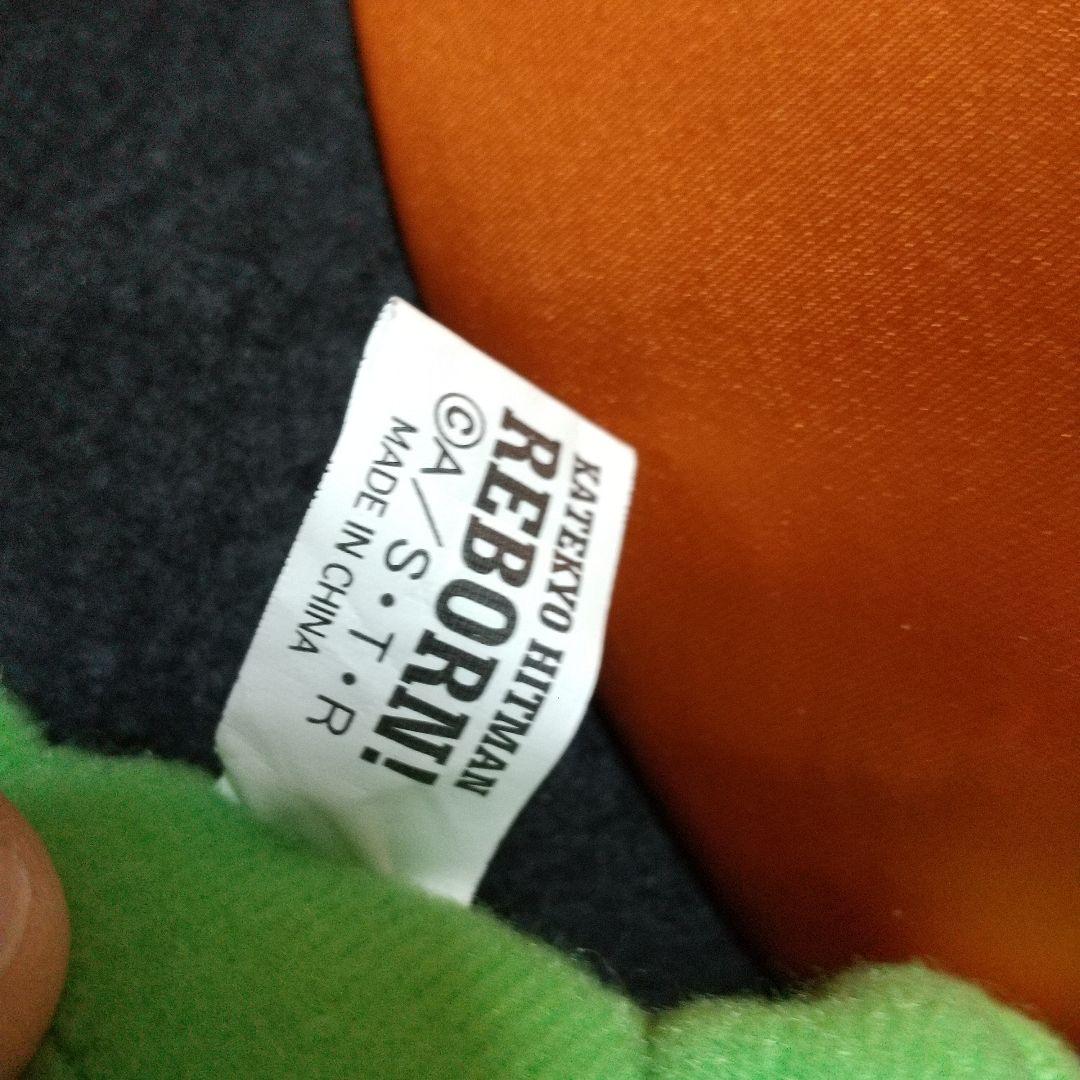 KATEKYO HITMAN
REBORN!
©A/S・T・R
MADE IN CHINA